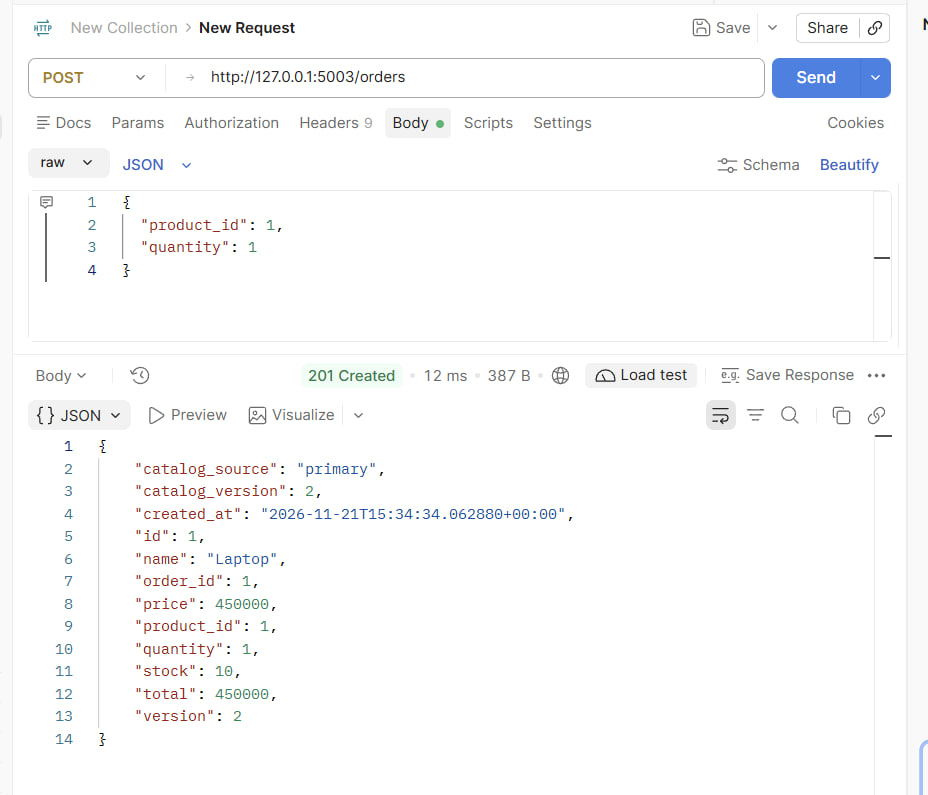 HTTP New Collection > New Request Save Share
POST http://127.0.0.1:5003/orders Send
Docs Params Authorization Headers 9 Body Scripts Settings Cookies
raw JSON Schema Beautify
1 {
2 "product_id": 1,
3 "quantity": 1
4 }
Body 201 Created • 12 ms • 387 B • Load test e.g. Save Response
{} JSON Preview Visualize
1 {
2 "catalog_source": "primary",
3 "catalog_version": 2,
4 "created_at": "2026-11-21T15:34:34.062880+00:00",
5 "id": 1,
6 "name": "Laptop",
7 "order_id": 1,
8 "price": 450000,
9 "product_id": 1,
10 "quantity": 1,
11 "stock": 10,
12 "total": 450000,
13 "version": 2
14 }